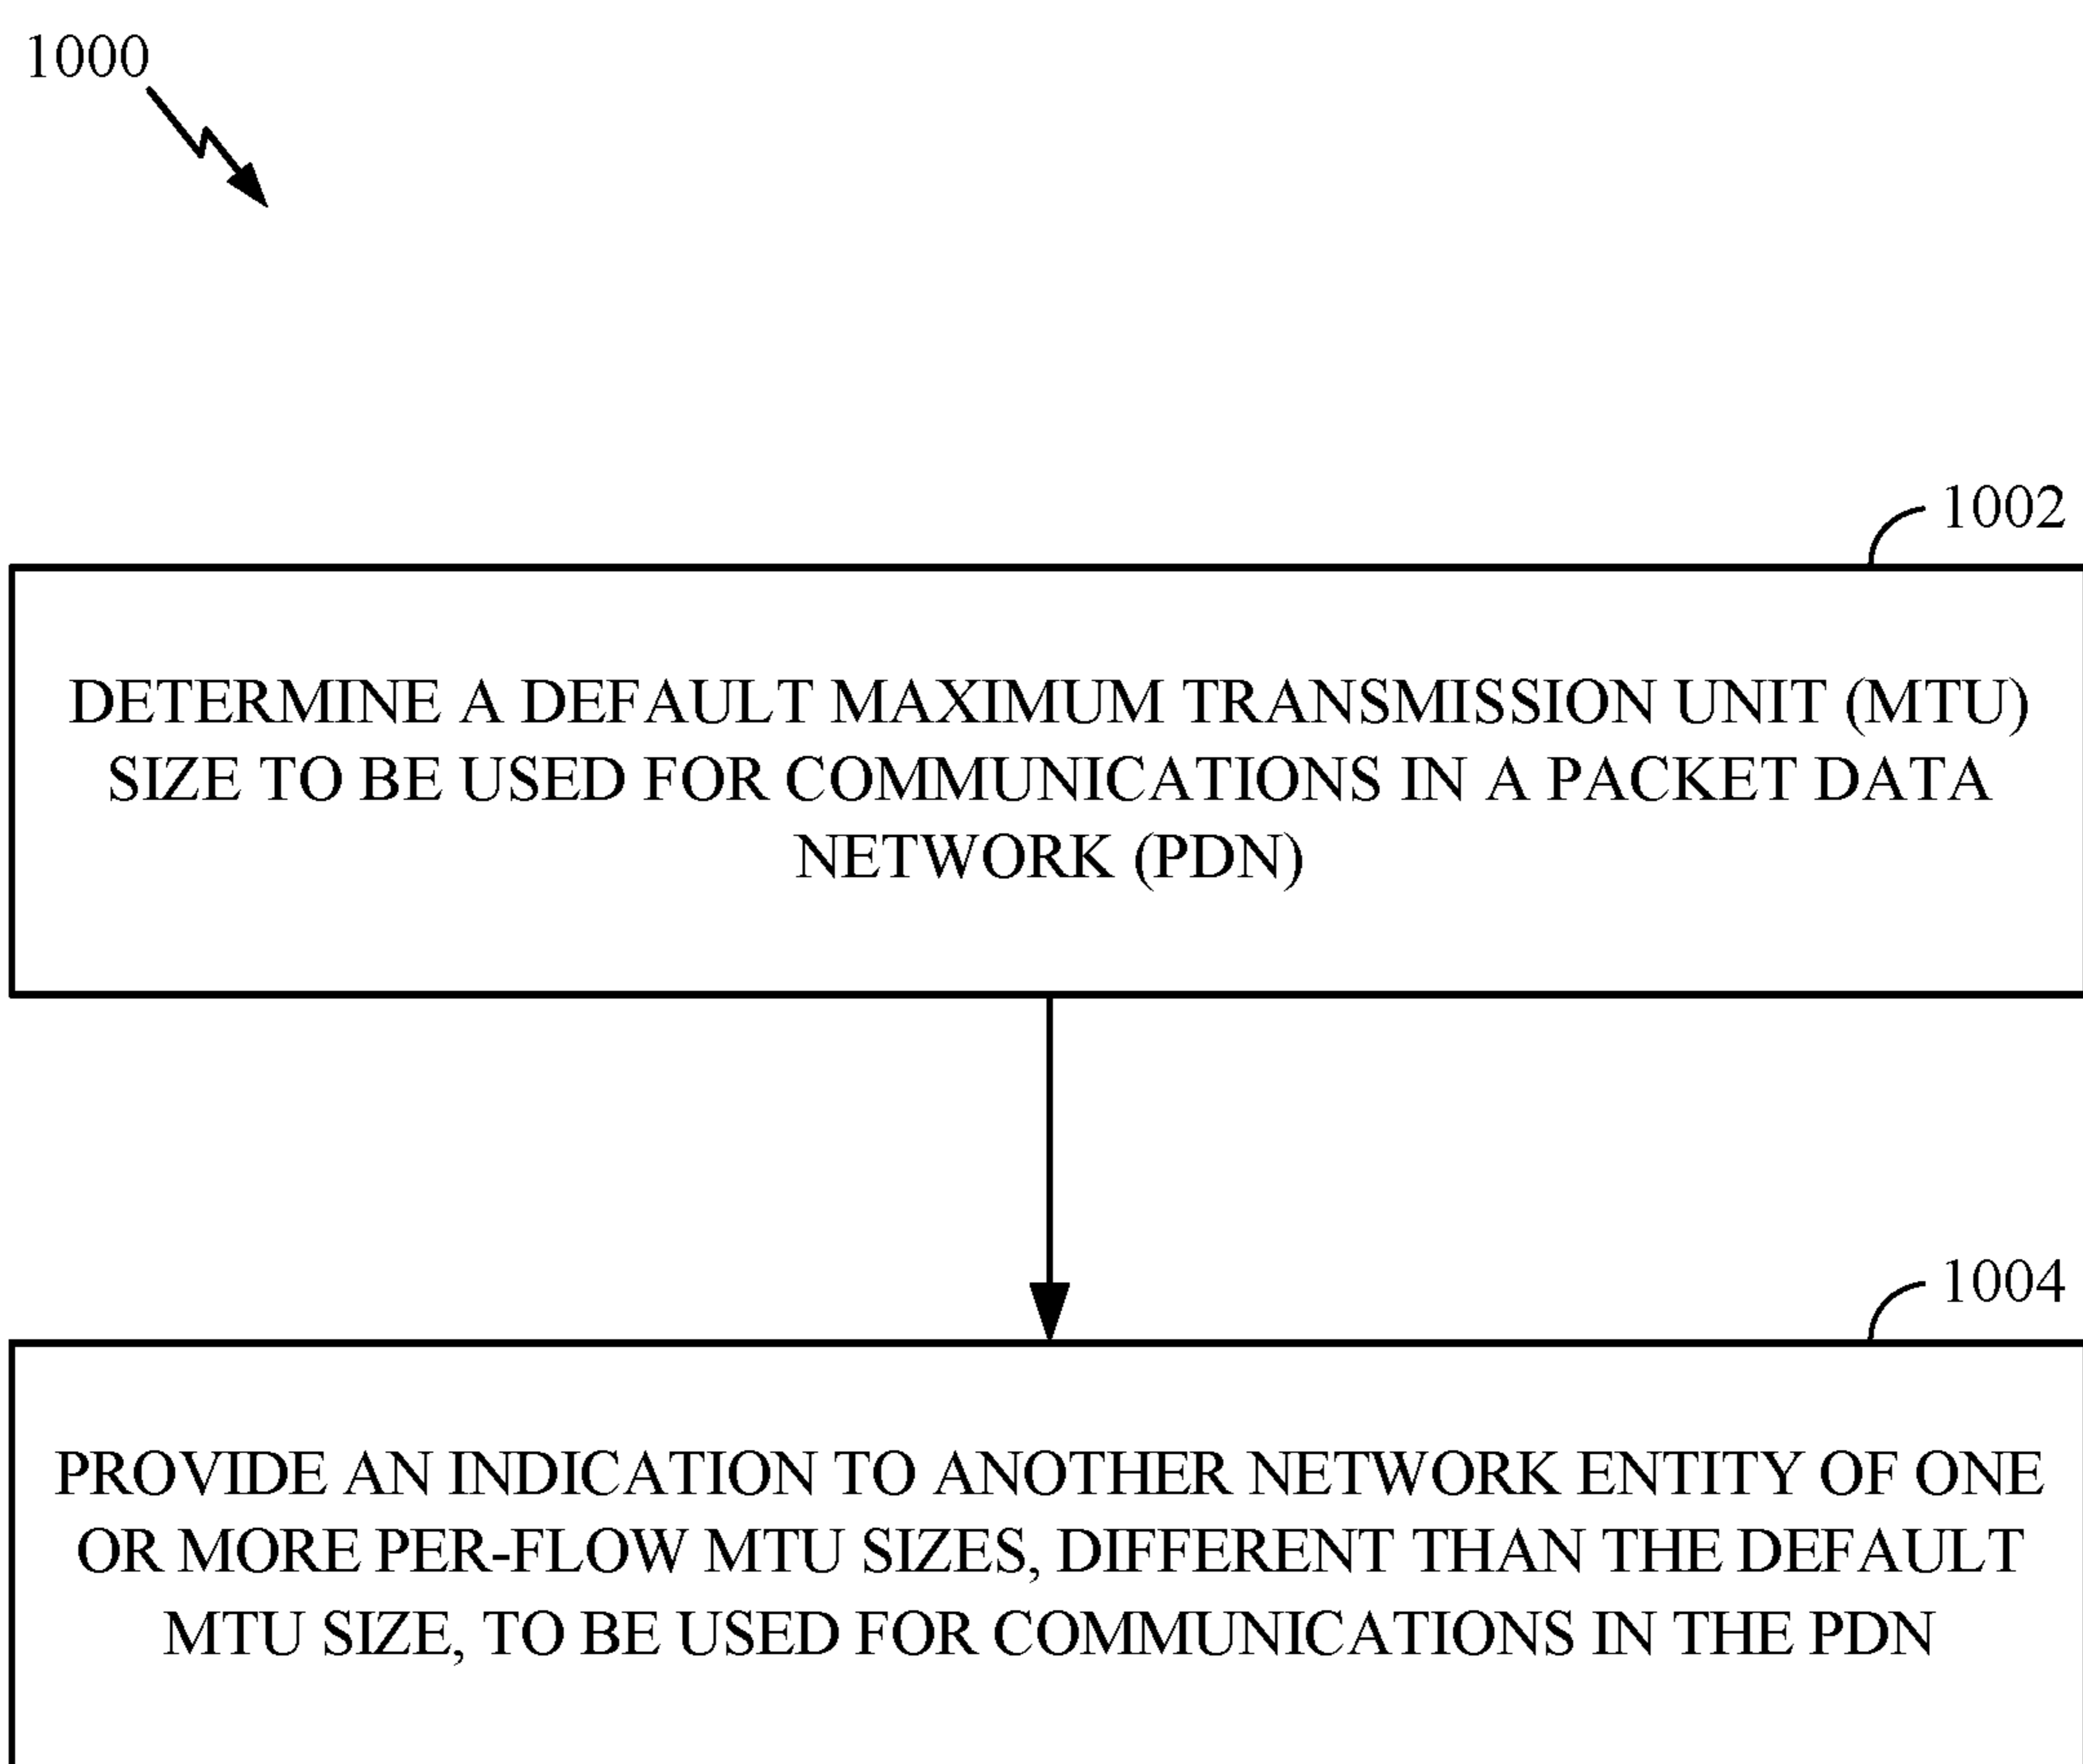 1000
1002
DETERMINE A DEFAULT MAXIMUM TRANSMISSION UNIT (MTU)
SIZE TO BE USED FOR COMMUNICATIONS IN A PACKET DATA
NETWORK (PDN)
1004
PROVIDE AN INDICATION TO ANOTHER NETWORK ENTITY OF ONE
OR MORE PER-FLOW MTU SIZES, DIFFERENT THAN THE DEFAULT
MTU SIZE, TO BE USED FOR COMMUNICATIONS IN THE PDN